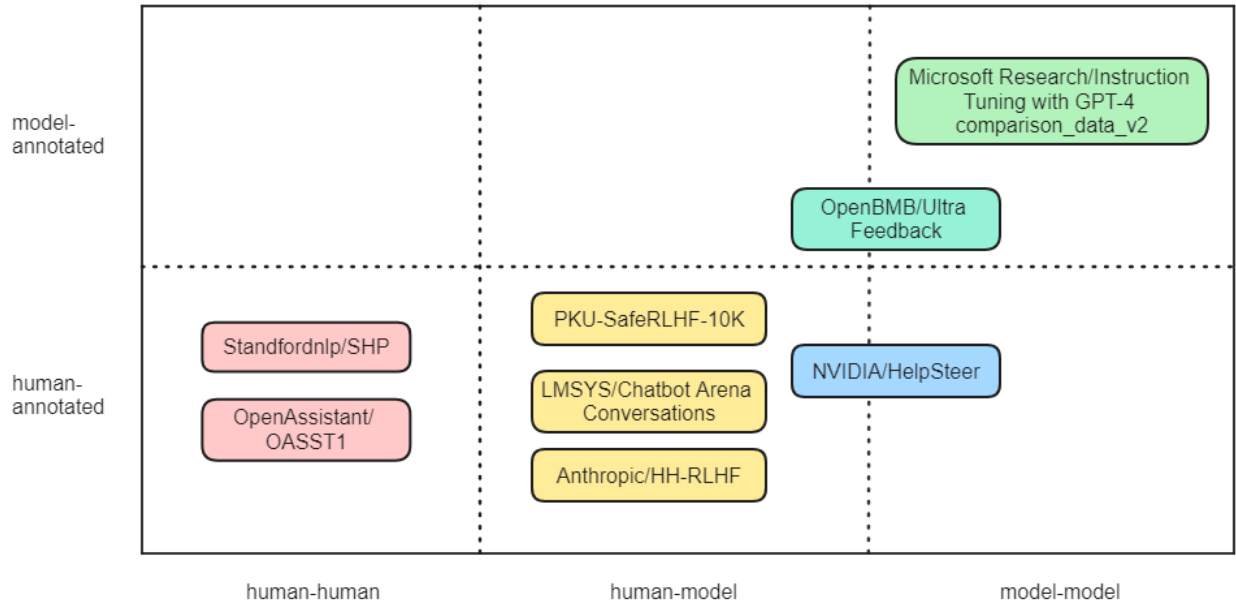 Microsoft Research/Instruction
Tuning with GPT-4
comparison_data_v2
model-
annotated
OpenBMB/Ultra
Feedback
PKU-SafeRLHF-10K
Standfordnlp/SHP
NVIDIA/HelpSteer
human-
annotated
LMSYS/Chatbot Arena
Conversations
OpenAssistant/
OASST1
Anthropic/HH-RLHF
human-human
human-model
model-model